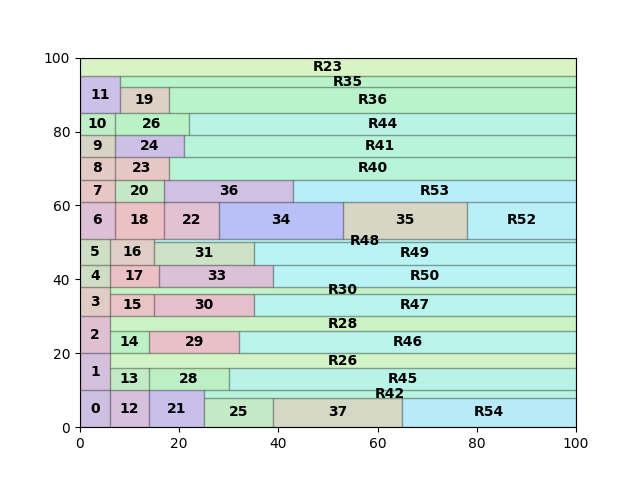 100
R23
R35
11 19 R36
10 26 R44
80
9 24 R41
8 23 R40
7 20 36 R53
60
6 18 22 34 35 R52
R48
5 16 31 R49
4 17 33 R50
40
R30
3 15 30 R47
R28
2 14 29 R46
20
R26
1 13 28 R45
R42
0 12 21 25 37 R54
0
0 20 40 60 80 100